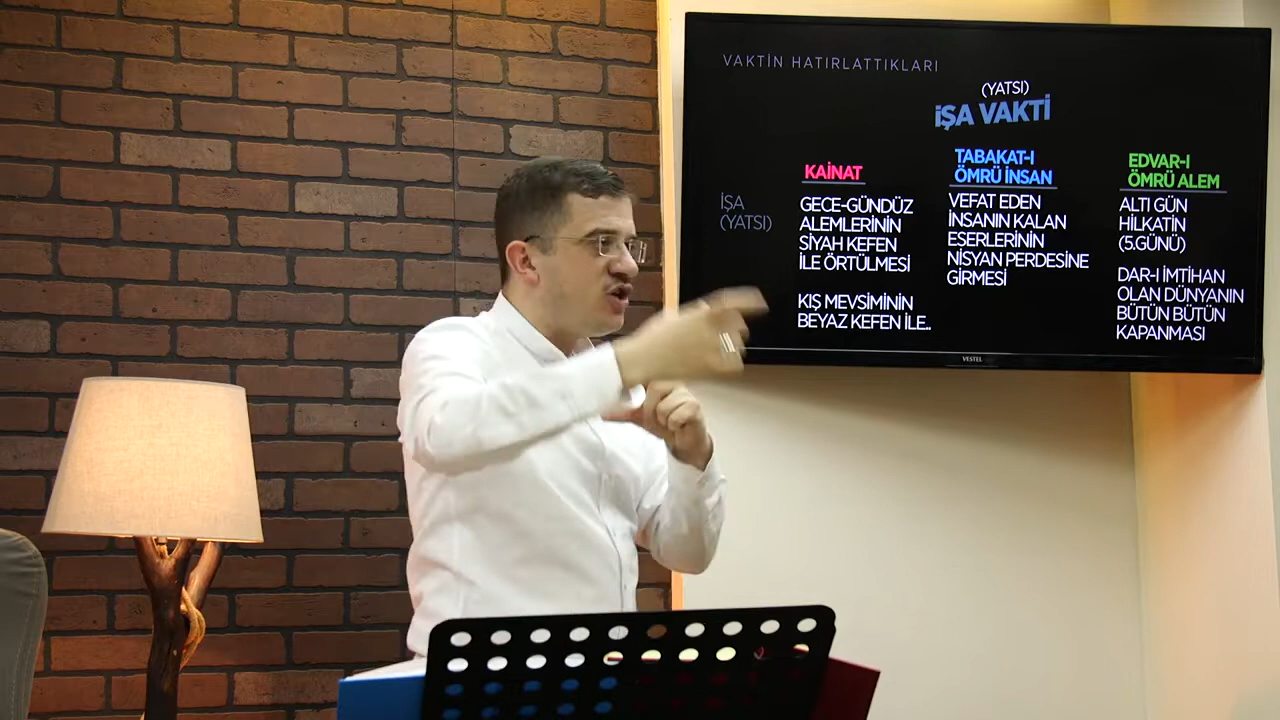 VAKTİN HATIRLATTIKLARI
(YATSI)
İŞA VAKTİ
İŞA
(YATSI)
KAİNAT
GECE-GÜNDÜZ
ALEMLERİNİN
SİYAH KEFEN
İLE ÖRTÜLMESİ
KIŞ MEVSİMİNİN
BEYAZ KEFEN İLE..
TABAKAT-I
ÖMRÜ İNSAN
VEFAT EDEN
İNSANIN KALAN
ESERLERİNİN
NİSYAN PERDESİNE
GİRMESİ
EDVAR-I
ÖMRÜ ALEM
ALTI GÜN
HİLKATİN
(5.GÜNÜ)
DAR-I İMTİHAN
OLAN DÜNYANIN
BÜTÜN BÜTÜN
KAPANMASI
VESTEL